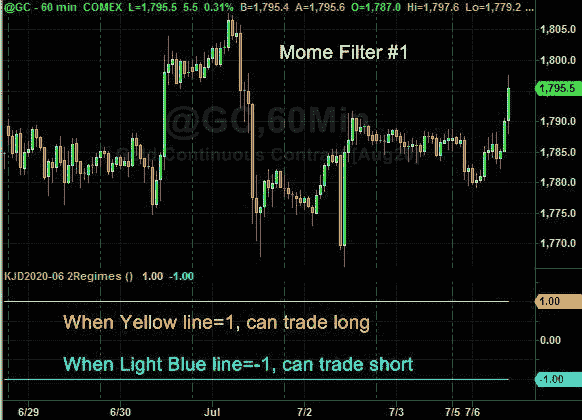 @GC - 60 min COMEX L=1,795.5 5.5 0.31% B=1,795.4 A=1,795.6 O=1,787.0 Hi=1,797.6 Lo=1,779.2 ...
Mome Filter #1
1,805.0
1,800.0
1,795.5
1,790.0
1,785.0
1,780.0
1,775.0
1,770.0
@GC,60Min
Continuous Contract [Aug
KJD2020-06 2Regimes () 1.00 -1.00
1.00
When Yellow line=1, can trade long
0.00
When Light Blue line=-1, can trade short
-1.00
6/29 6/30 Jul 7/2 7/3 7/5 7/6